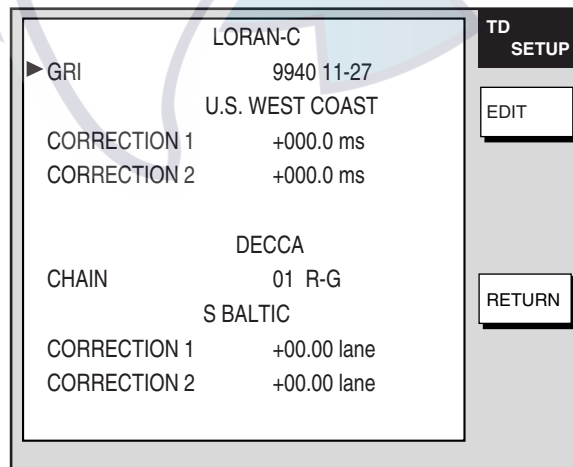 LORAN-C
▶GRI 9940 11-27
U.S. WEST COAST
CORRECTION 1 +000.0 ms
CORRECTION 2 +000.0 ms
DECCA
CHAIN 01 R-G
S BALTIC
CORRECTION 1 +00.00 lane
CORRECTION 2 +00.00 lane
TD
SETUP
EDIT
RETURN